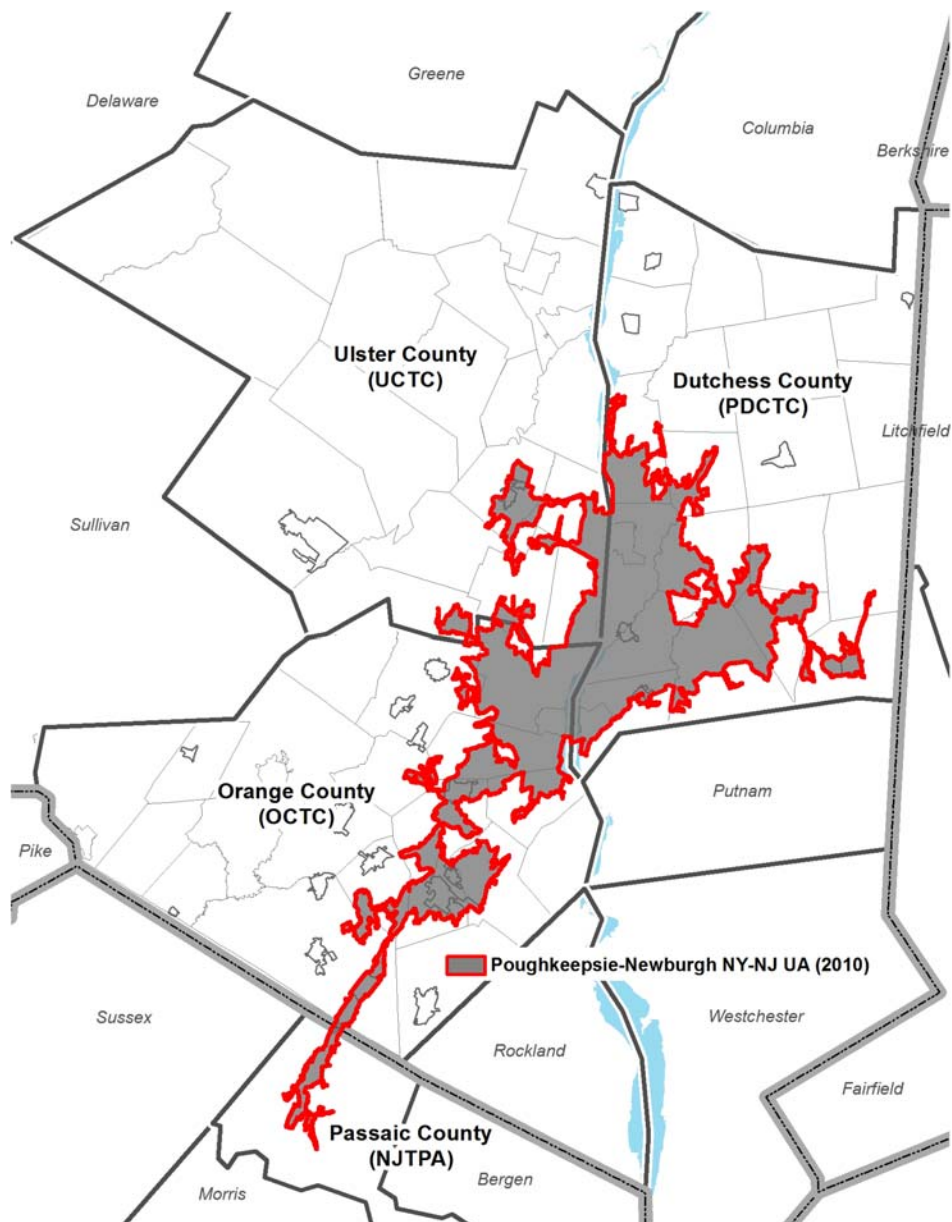 Greene
Delaware
Columbia
Berkshire
Ulster County
(UCTC)
Dutchess County
(PDCTC)
Litchfield
Sullivan
Orange County
(OCTC)
Putnam
Pike
Poughkeepsie-Newburgh NY-NJ UA (2010)
Sussex
Westchester
Rockland
Fairfield
Passaic County
(NJTPA)
Bergen
Morris